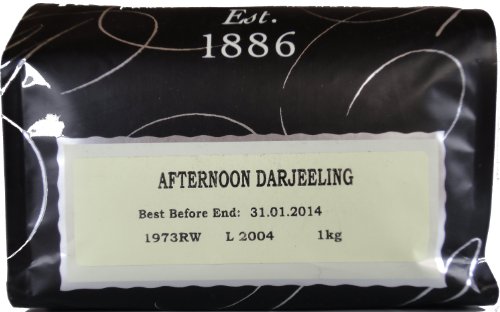 Est.
1886
AFTERNOON DARJEELING
Best Before End: 31.01.2014
1973RW L 2004 1kg